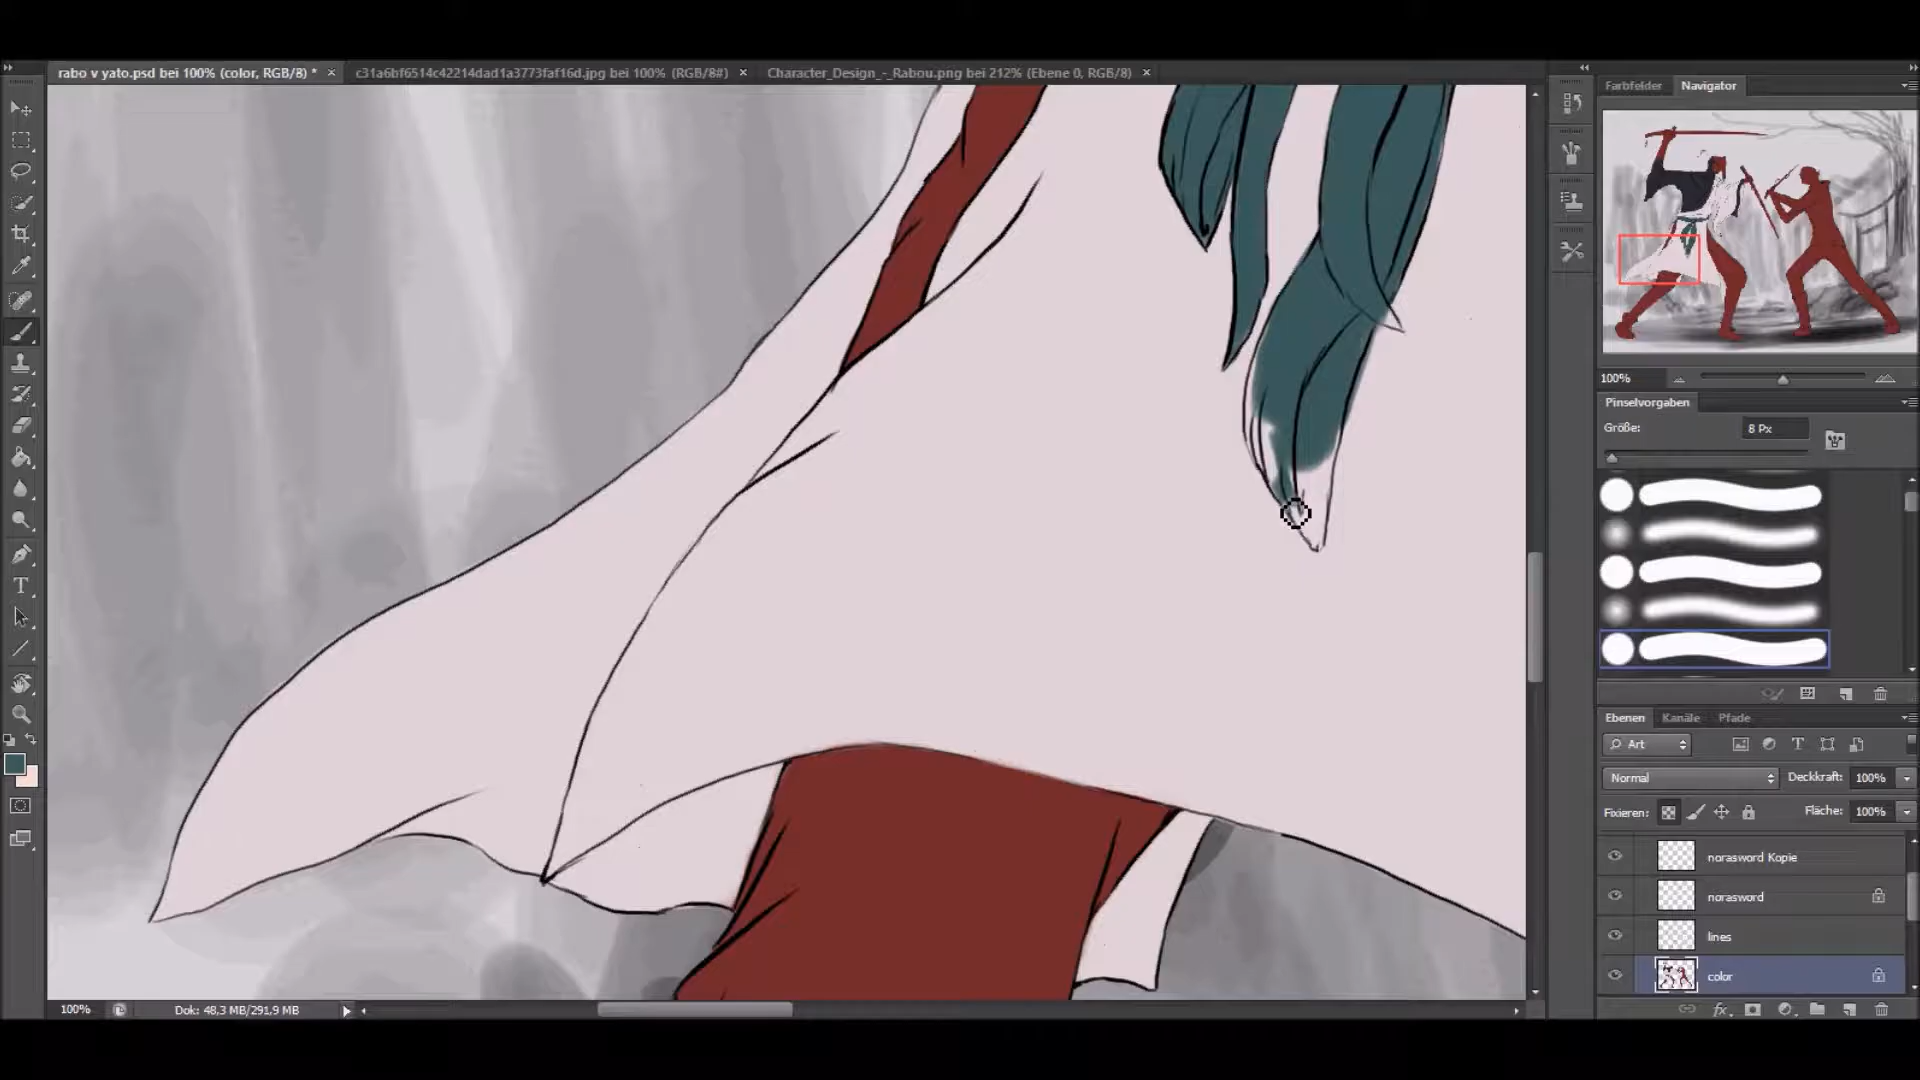 rabo v yato.psd bei 100% (color, RGB/8) * ×
c31a6bf6514c42214dad1a3773faf16d.jpg bei 100% (RGB/8#) ×
Character_Design_-_Rabou.png bei 212% (Ebene 0, RGB/8) ×
Farbfelder
Navigator
100%
Pinselvorgaben
Größe:
8 Px
Ebenen
Kanäle
Pfade
Art
Normal
Deckkraft:
100%
Fixieren:
Fläche:
100%
norasword Kopie
norasword
lines
color
100%
Dok: 48,3 MB/291,9 MB
fx